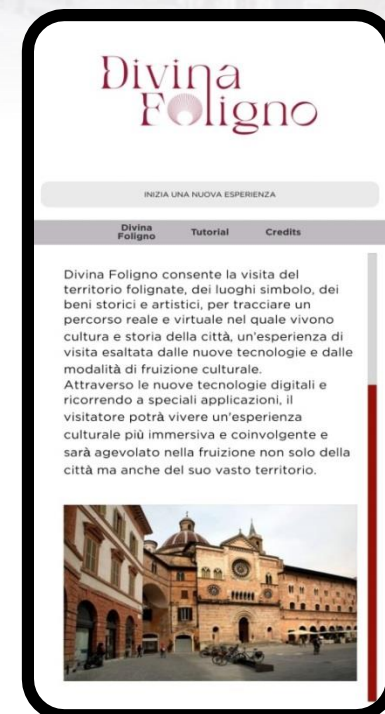 Divina
Foligno
INIZIA UNA NUOVA ESPERIENZA
Divina
Foligno
Tutorial
Credits
Divina Foligno consente la visita del
territorio folignate, dei luoghi simbolo, dei
beni storici e artistici, per tracciare un
percorso reale e virtuale nel quale vivono
cultura e storia della città, un'esperienza di
visita esaltata dalle nuove tecnologie e dalle
modalità di fruizione culturale.
Attraverso le nuove tecnologie digitali e
ricorrendo a speciali applicazioni, il
visitatore potrà vivere un'esperienza
culturale più immersiva e coinvolgente e
sarà agevolato nella fruizione non solo della
città ma anche del suo vasto territorio.